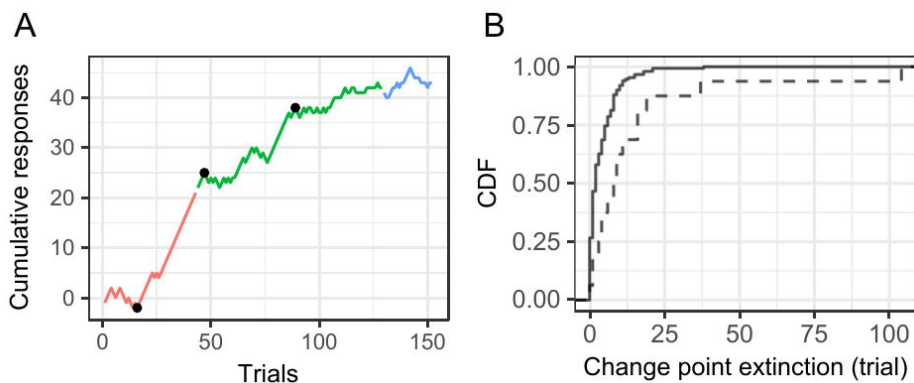 A
Cumulative responses
40
30
20
10
0
0 50 100 150
Trials
B
CDF
1.00
0.75
0.50
0.25
0.00
0 25 50 75 100
Change point extinction (trial)